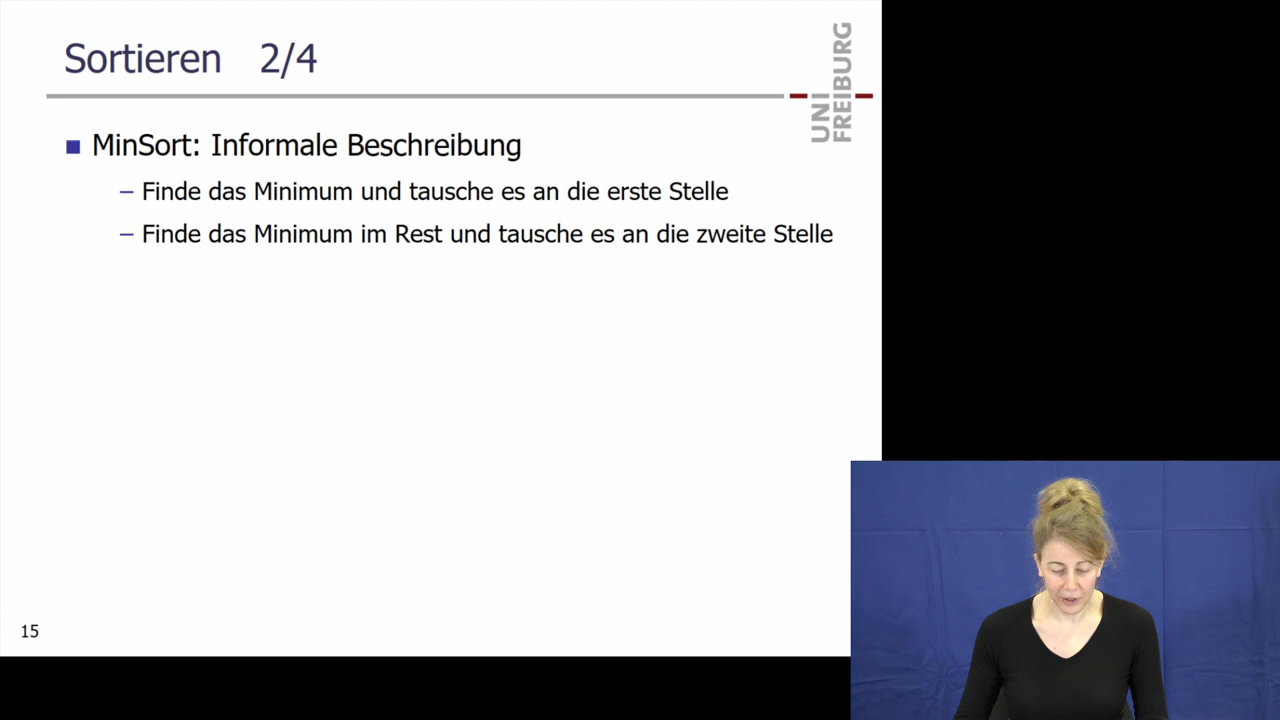 Sortieren 2/4
UNI
FREIBURG
MinSort: Informale Beschreibung
– Finde das Minimum und tausche es an die erste Stelle
– Finde das Minimum im Rest und tausche es an die zweite Stelle
15